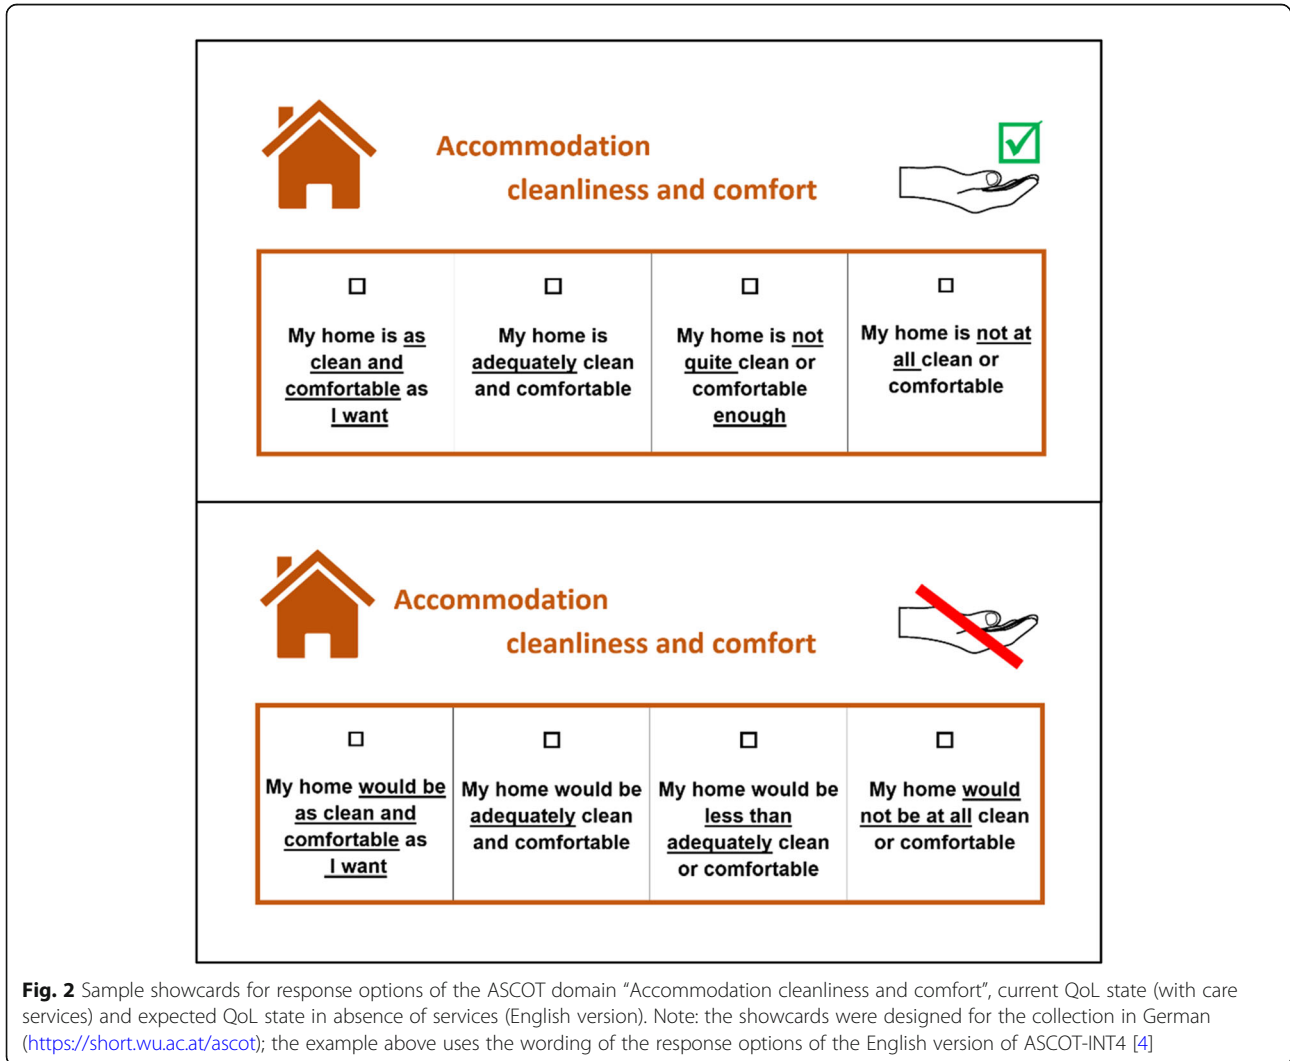 Accommodation
cleanliness and comfort
My home is as
clean and
comfortable as
I want
My home is
adequately clean
and comfortable
My home is not
quite clean or
comfortable
enough
My home is not at
all clean or
comfortable
Accommodation
cleanliness and comfort
My home would be
as clean and
comfortable as
I want
My home would be
adequately clean
and comfortable
My home would be
less than
adequately clean
or comfortable
My home would
not be at all clean
or comfortable
Fig. 2 Sample showcards for response options of the ASCOT domain “Accommodation cleanliness and comfort”, current QoL state (with care
services) and expected QoL state in absence of services (English version). Note: the showcards were designed for the collection in German
(https://short.wu.ac.at/ascot); the example above uses the wording of the response options of the English version of ASCOT-INT4 [4]